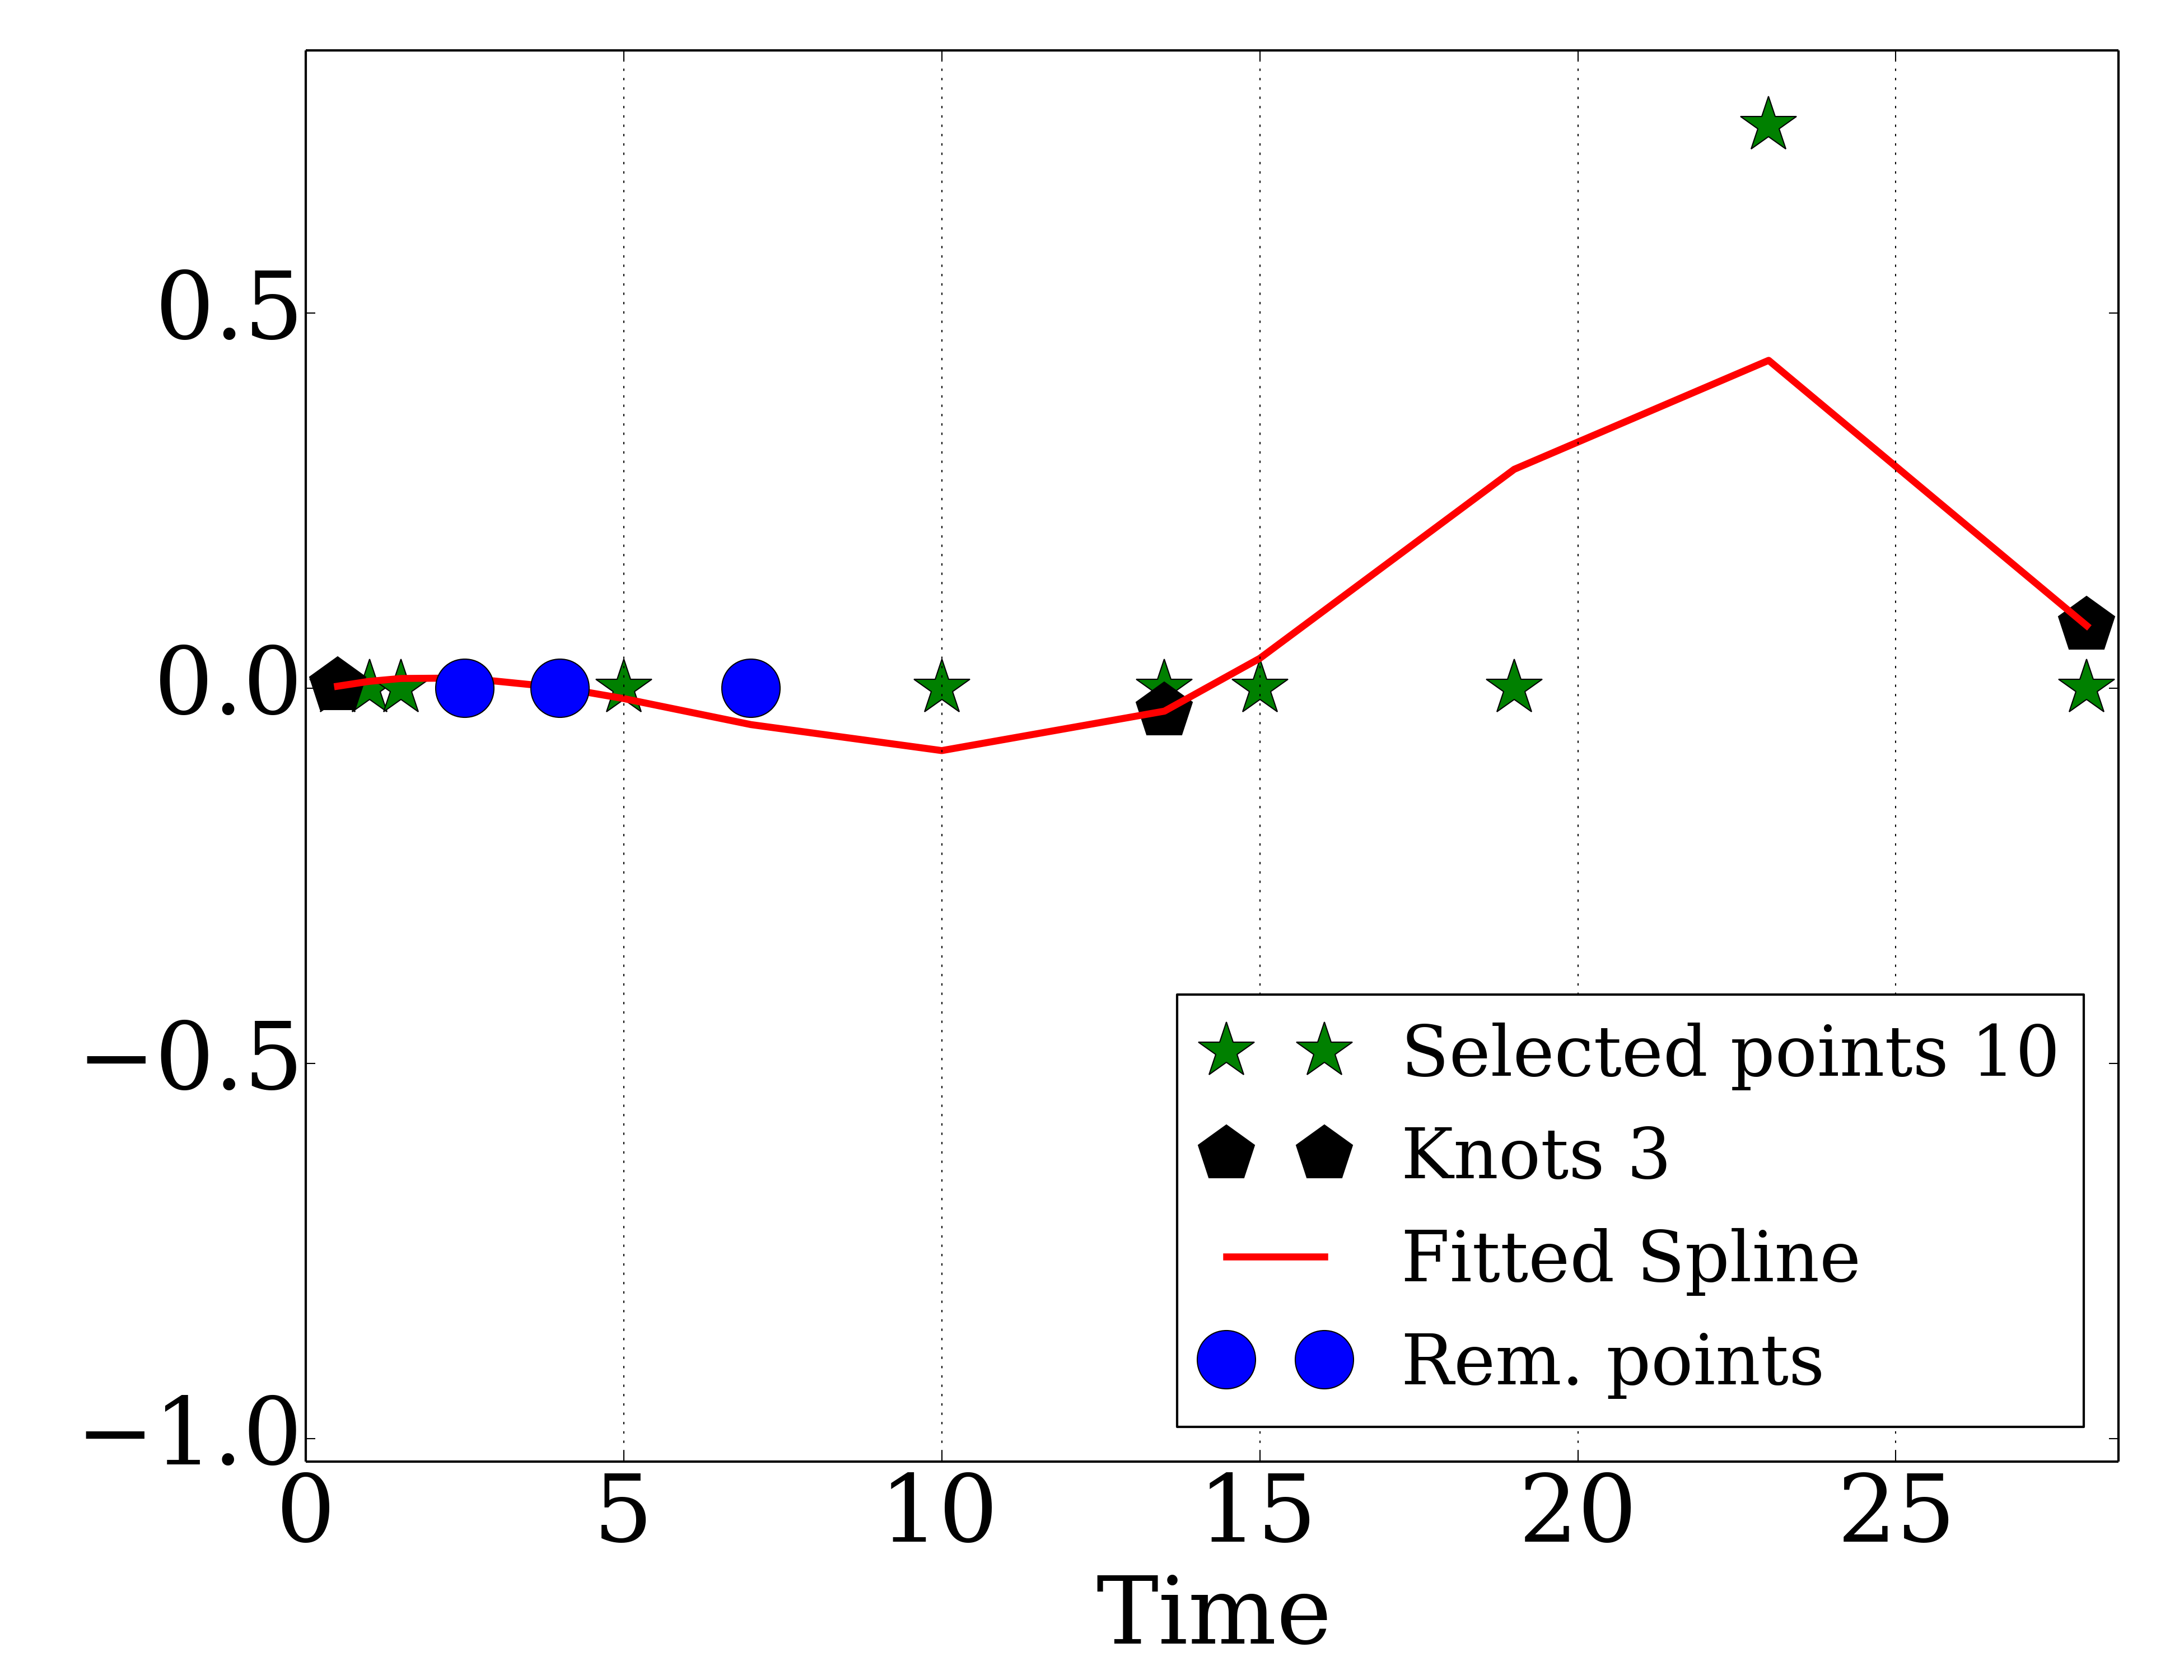 0.5
0.0
−0.5
−1.0
Selected points 10
Knots 3
Fitted Spline
Rem. points
0 5 10 15 20 25
Time